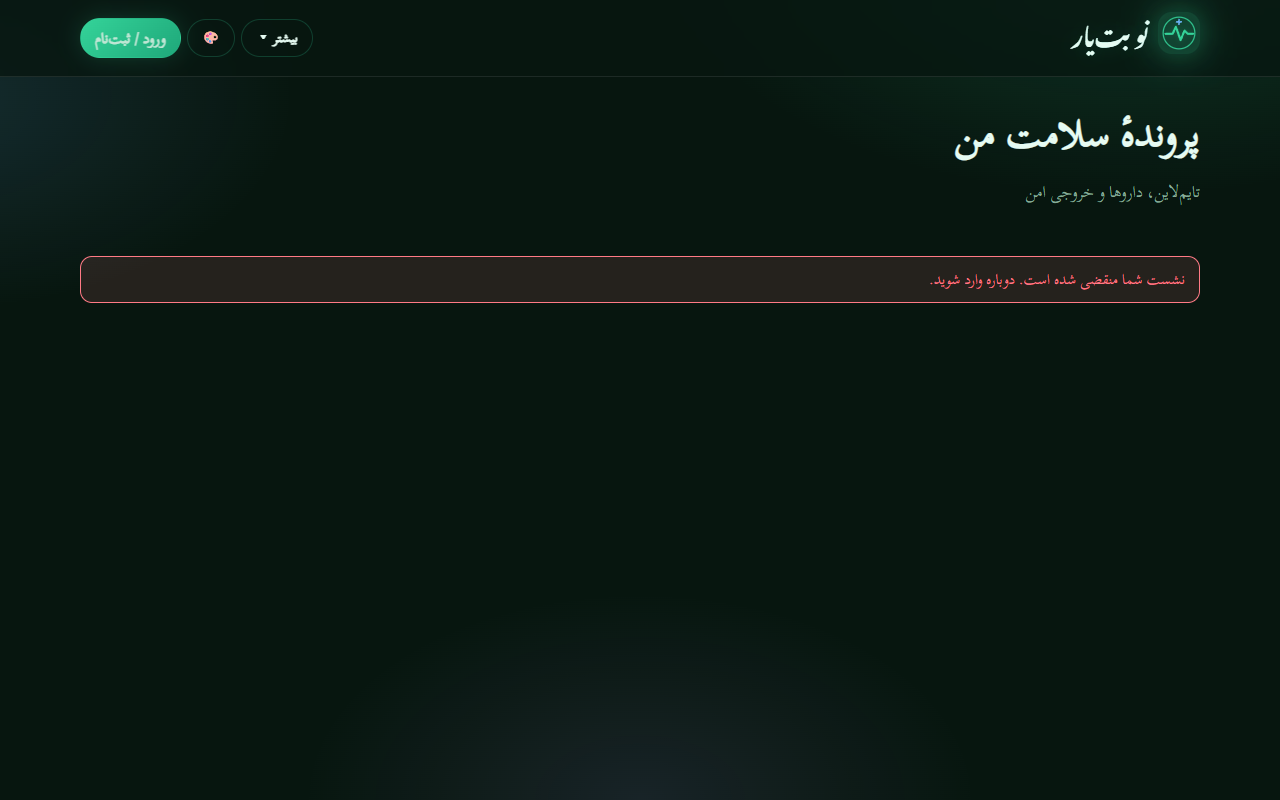 نوبت‌یار
بیشتر
ورود / ثبت‌نام
پروندهٔ سلامت من
تایم‌لاین، داروها و خروجی امن
نشست شما منقضی شده است. دوباره وارد شوید.